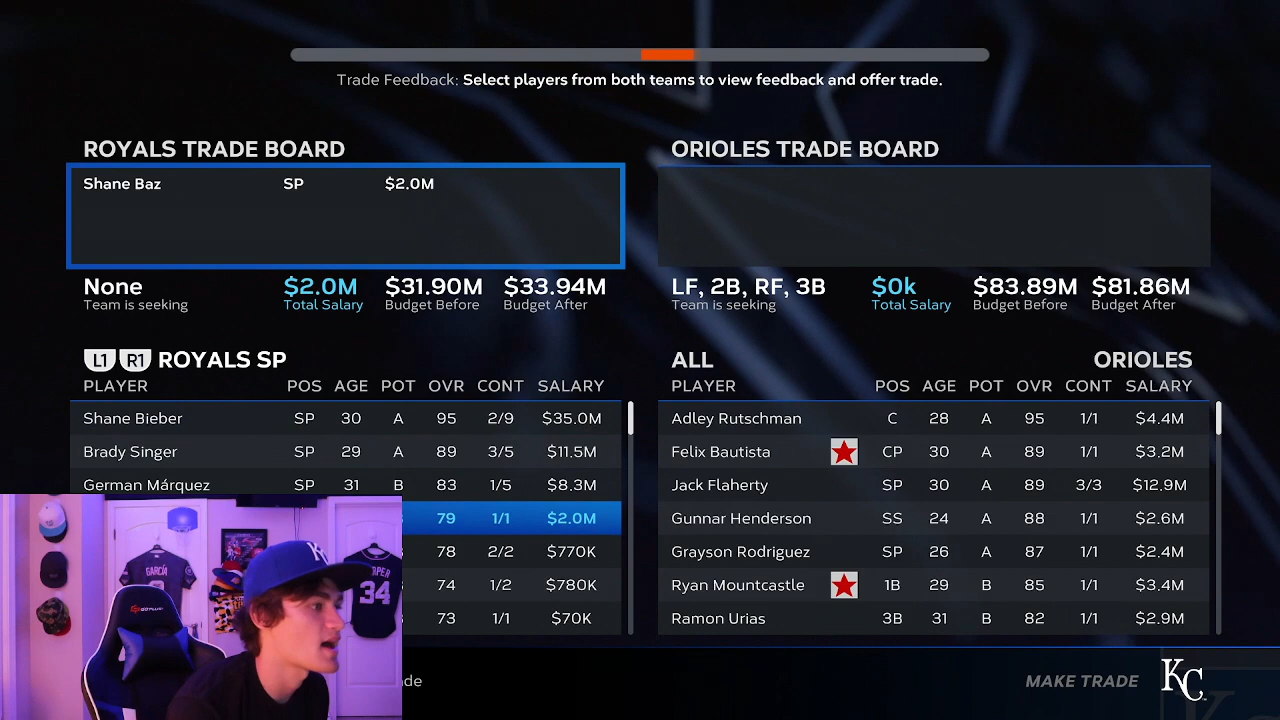 Trade Feedback: Select players from both teams to view feedback and offer trade.
ROYALS TRADE BOARD
Shane Baz SP $2.0M
None $2.0M $31.90M $33.94M
Team is seeking Total Salary Budget Before Budget After
ORIOLES TRADE BOARD
LF, 2B, RF, 3B $0k $83.89M $81.86M
Team is seeking Total Salary Budget Before Budget After
L1 R1 ROYALS SP
PLAYER POS AGE POT OVR CONT SALARY
Shane Bieber SP 30 A 95 2/9 $35.0M
Brady Singer SP 29 A 89 3/5 $11.5M
German Márquez SP 31 B 83 1/5 $8.3M
79 1/1 $2.0M
78 2/2 $770K
74 1/2 $780K
73 1/1 $70K
ALL ORIOLES
PLAYER POS AGE POT OVR CONT SALARY
Adley Rutschman C 28 A 95 1/1 $4.4M
Felix Bautista CP 30 A 89 1/1 $3.2M
Jack Flaherty SP 30 A 89 3/3 $12.9M
Gunnar Henderson SS 24 A 88 1/1 $2.6M
Grayson Rodriguez SP 26 A 87 1/1 $2.4M
Ryan Mountcastle 1B 29 B 85 1/1 $3.4M
Ramon Urias 3B 31 B 82 1/1 $2.9M
GARCÍA
34
KC
MAKE TRADE KC